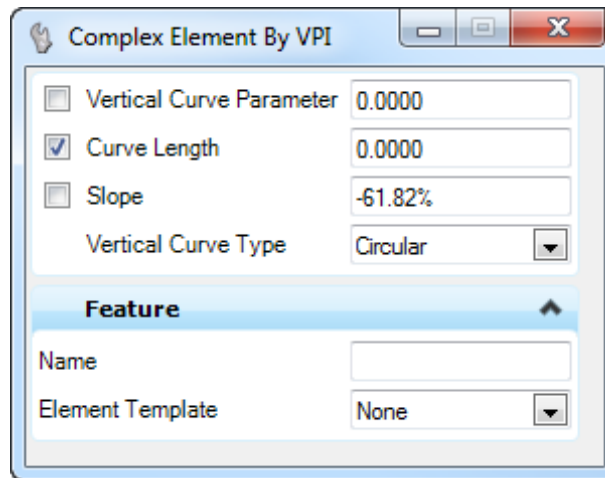 Complex Element By VPI
Vertical Curve Parameter 0.0000
Curve Length 0.0000
Slope -61.82%
Vertical Curve Type Circular
Feature
Name
Element Template None